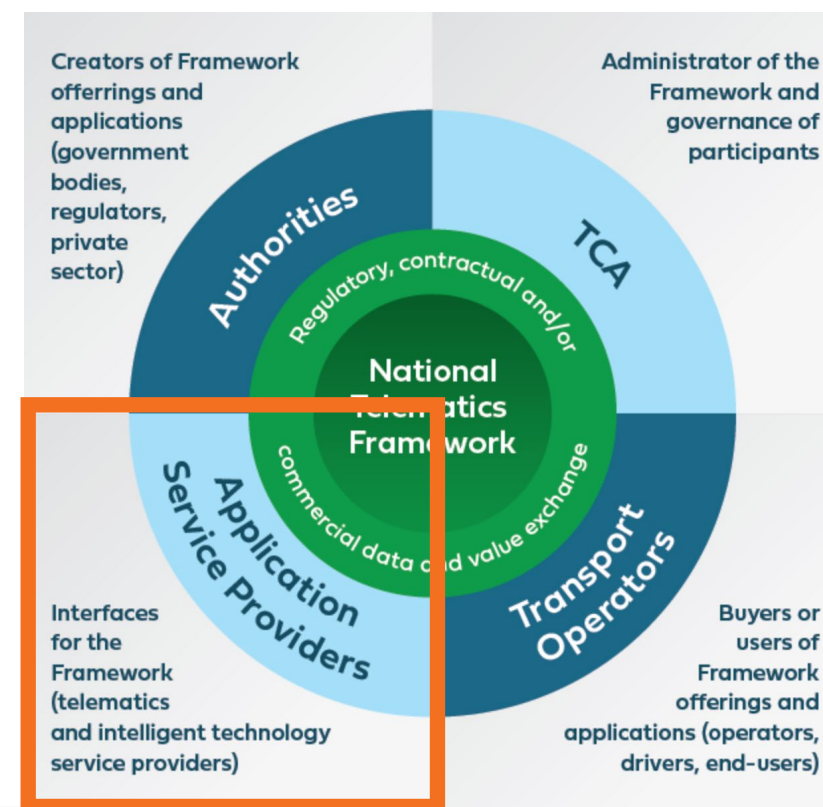 Creators of Framework
offerrings and
applications
(government
bodies,
regulators,
private
sector)
Administrator of the
Framework and
governance of
participants
Authorities
TCA
Regulatory, contractual and/or
National
Telematics
Framework
commercial data and value exchange
Application
Service Providers
Transport
Operators
Interfaces
for the
Framework
(telematics
and intelligent technology
service providers)
Buyers or
users of
Framework
offerings and
applications (operators,
drivers, end-users)